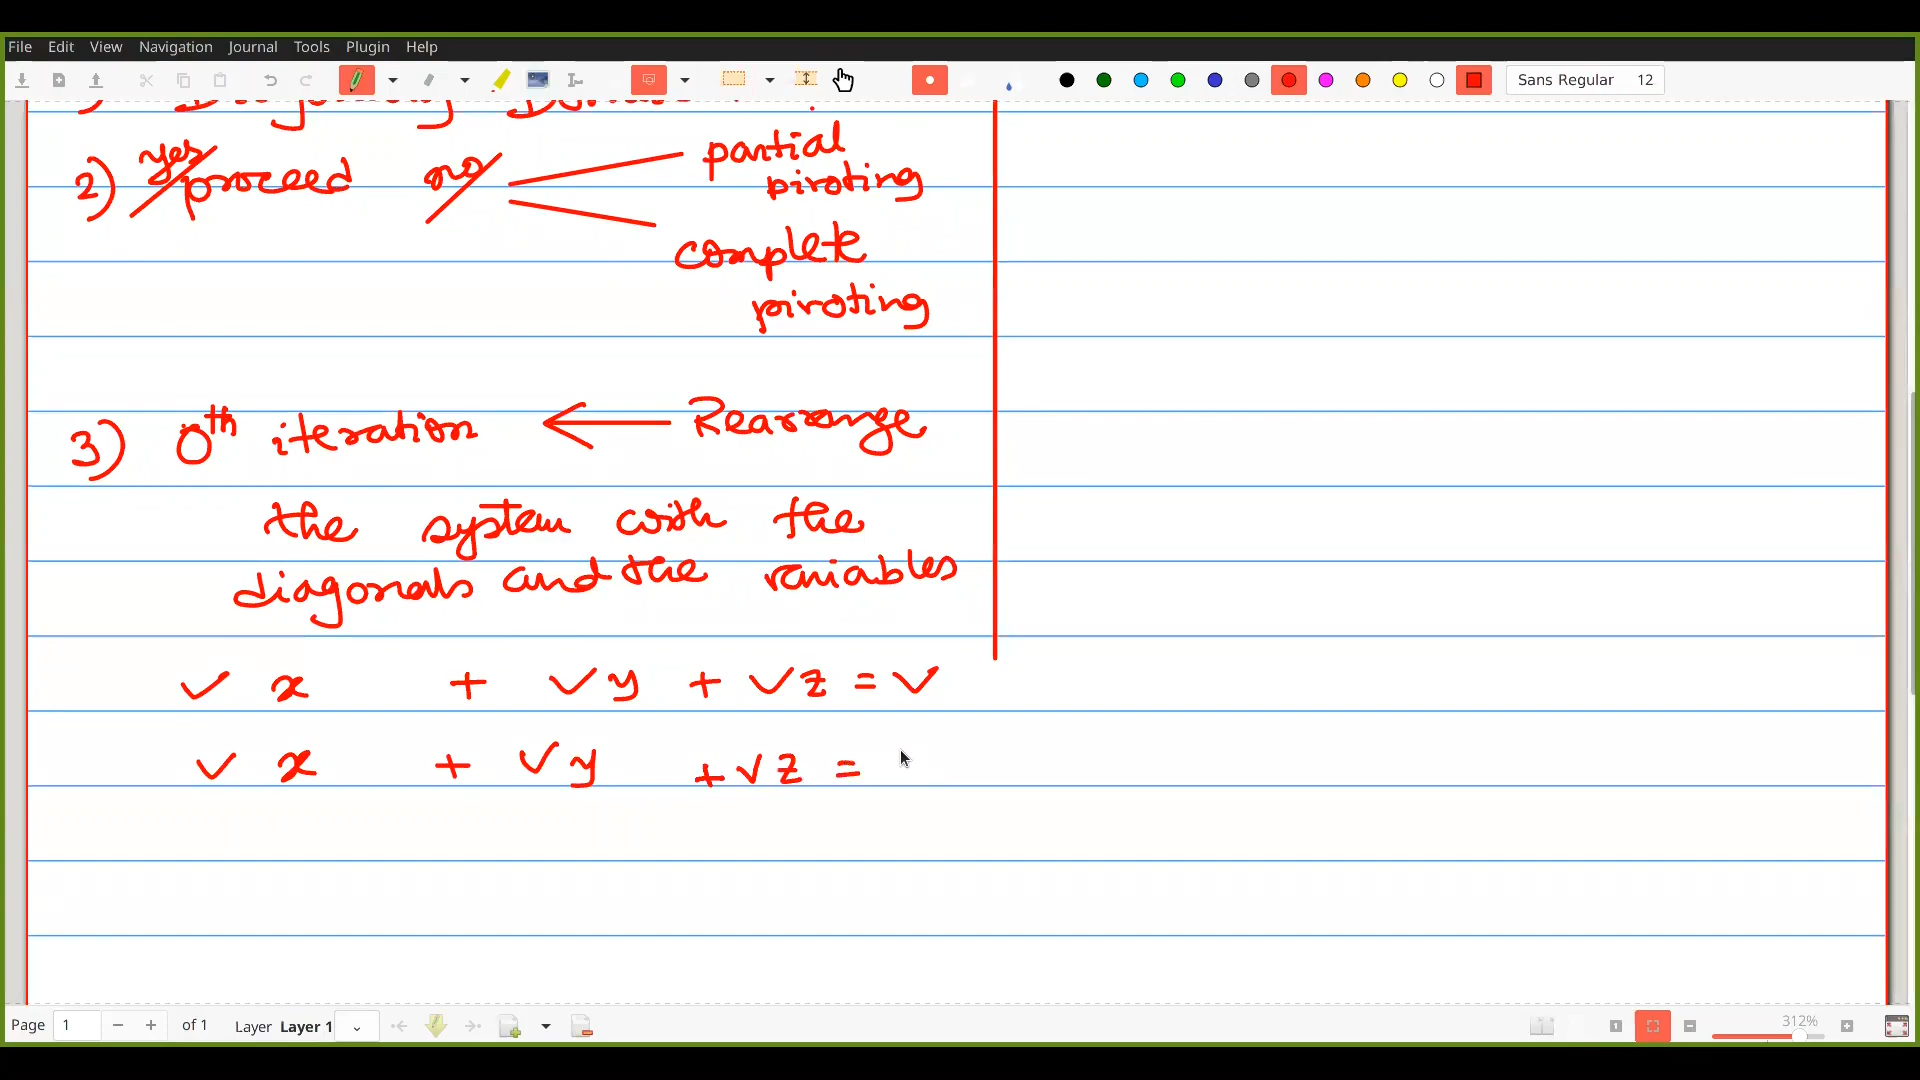 File Edit View Navigation Journal Tools Plugin Help
Sans Regular 12
2) yes/proceed no/ partial
pivoting
complete
pivoting
3) 0th iteration ← Rearrange
the system with the
diagonals and the variables
✓ x + ✓ y + ✓ z = ✓
✓ x + ✓ y + ✓ z =
Page 1 of 1 Layer Layer 1 312%